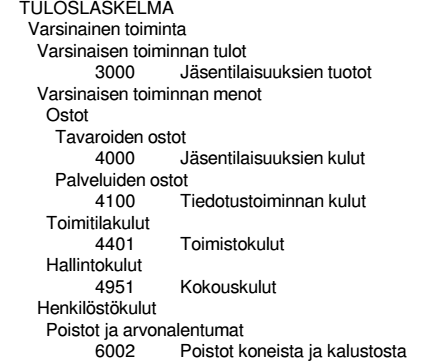 TULOSLASKELMA
Varsinainen toiminta
Varsinaisen toiminnan tulot
3000 Jäsentilaisuuksien tuotot
Varsinaisen toiminnan menot
Ostot
Tavaroiden ostot
4000 Jäsentilaisuuksien kulut
Palveluiden ostot
4100 Tiedotustoiminnan kulut
Toimitilakulut
4401 Toimistokulut
Hallintokulut
4951 Kokouskulut
Henkilöstökulut
Poistot ja arvonalentumat
6002 Poistot koneista ja kalustosta